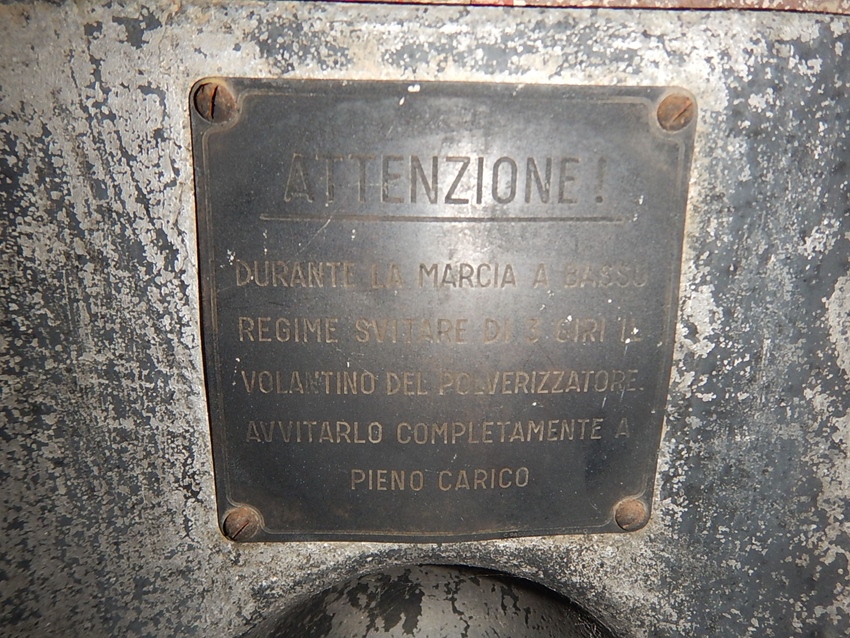 ATTENZIONE!
DURANTE LA MARCIA A BASSO
REGIME SVITARE DI 3 GIRI IL
VOLANTINO DEL POLVERIZZATORE.
AVVITARLO COMPLETAMENTE A
PIENO CARICO